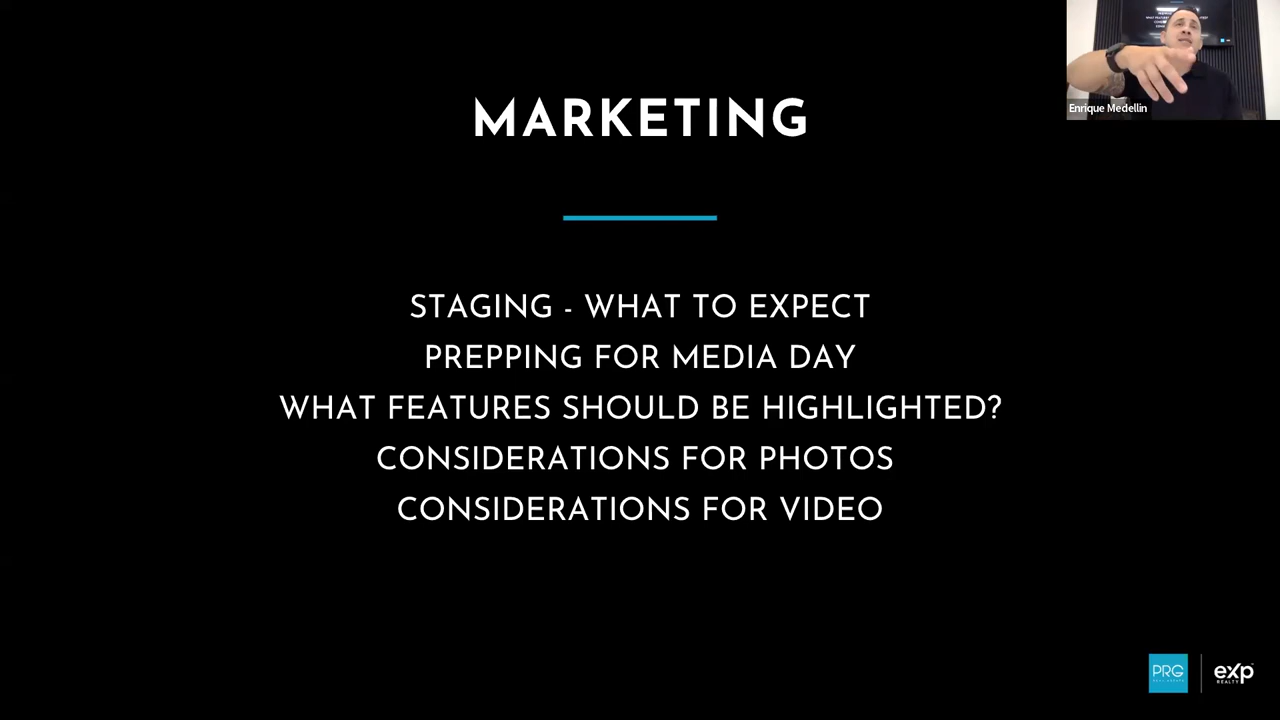 MARKETING
STAGING - WHAT TO EXPECT
PREPPING FOR MEDIA DAY
WHAT FEATURES SHOULD BE HIGHLIGHTED?
CONSIDERATIONS FOR PHOTOS
CONSIDERATIONS FOR VIDEO
Enrique Medellin
PRG
eXp
REALTY